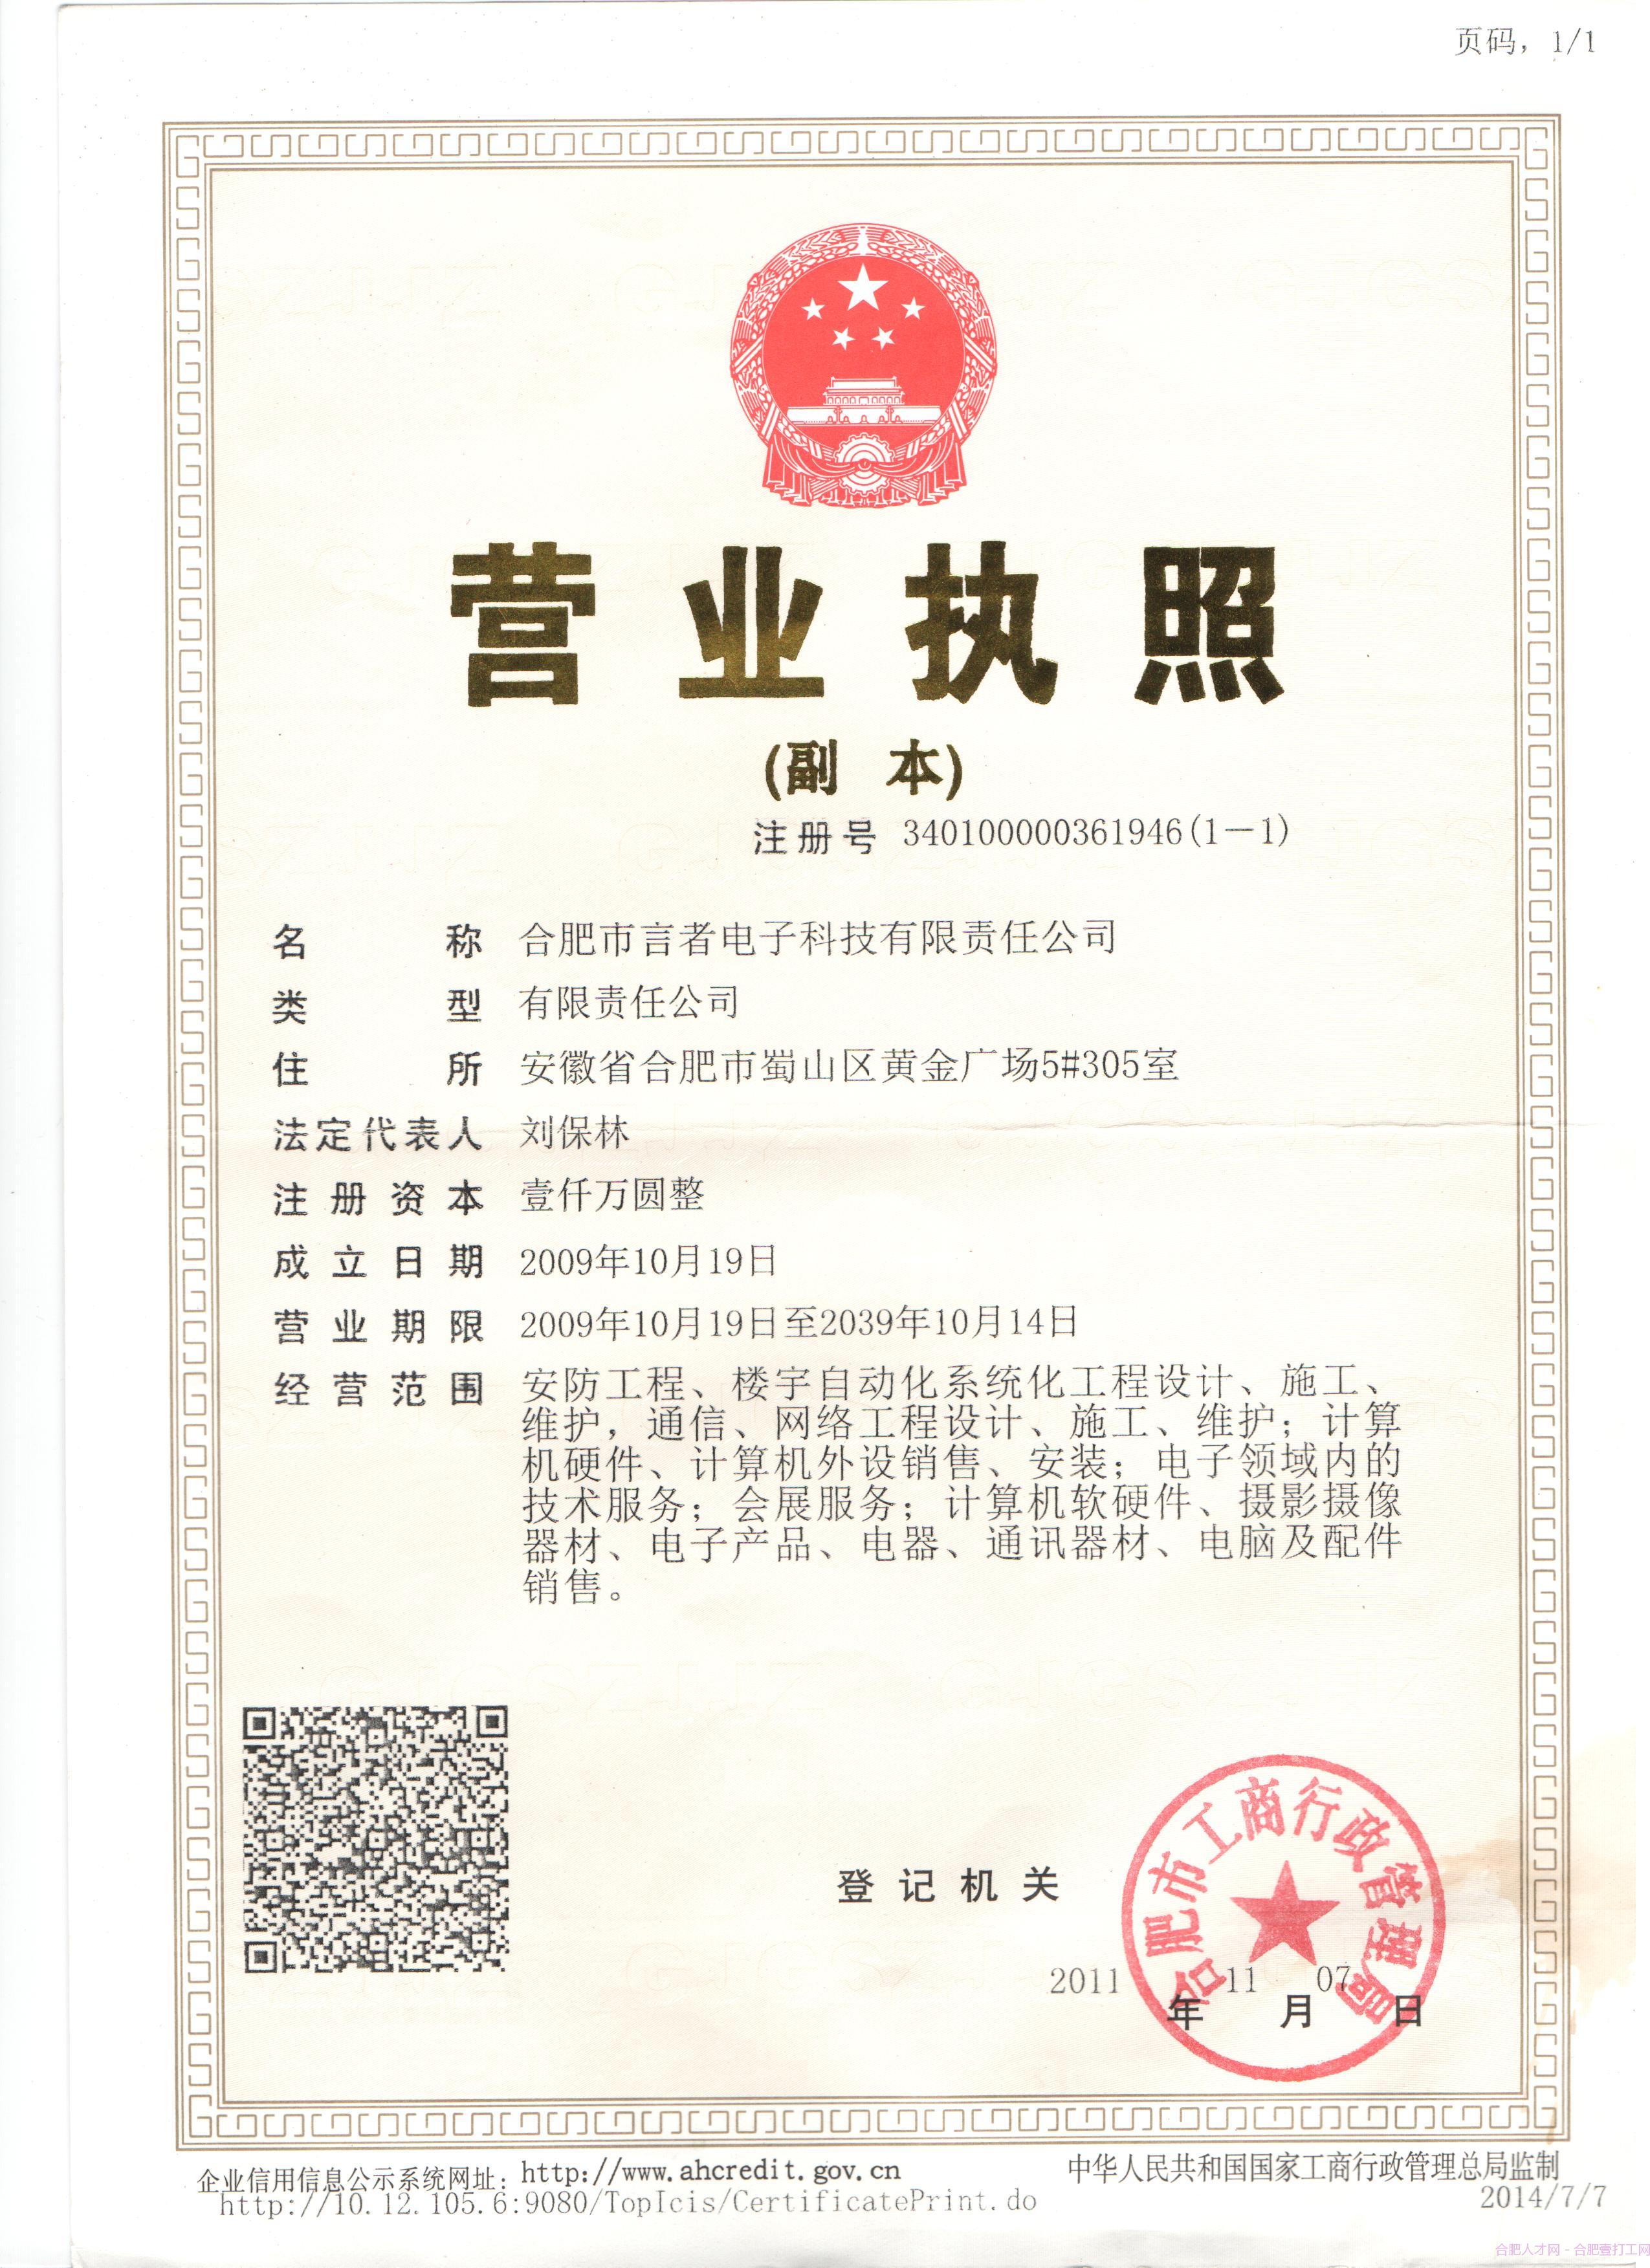 页码，1/1
营业执照
(副 本)
注册号 340100000361946(1-1)
名称 合肥市言者电子科技有限责任公司
类型 有限责任公司
住所 安徽省合肥市蜀山区黄金广场5#305室
法定代表人 刘保林
注册资本 壹仟万圆整
成立日期 2009年10月19日
营业期限 2009年10月19日至2039年10月14日
经营范围 安防工程、楼宇自动化系统化工程设计、施工、
维护，通信、网络工程设计、施工、维护；计算
机硬件、计算机外设销售、安装；电子领域内的
技术服务；会展服务；计算机软硬件、摄影摄像
器材、电子产品、电器、通讯器材、电脑及配件
销售。
合肥市工商行政管理局
登记机关
2011年11月07日
企业信用信息公示系统网址：http://www.ahcredit.gov.cn
中华人民共和国国家工商行政管理总局监制
http://10.12.105.6:9080/TopIcis/CertificatePrint.do
2014/7/7
合肥人才网 - 合肥壹打工网